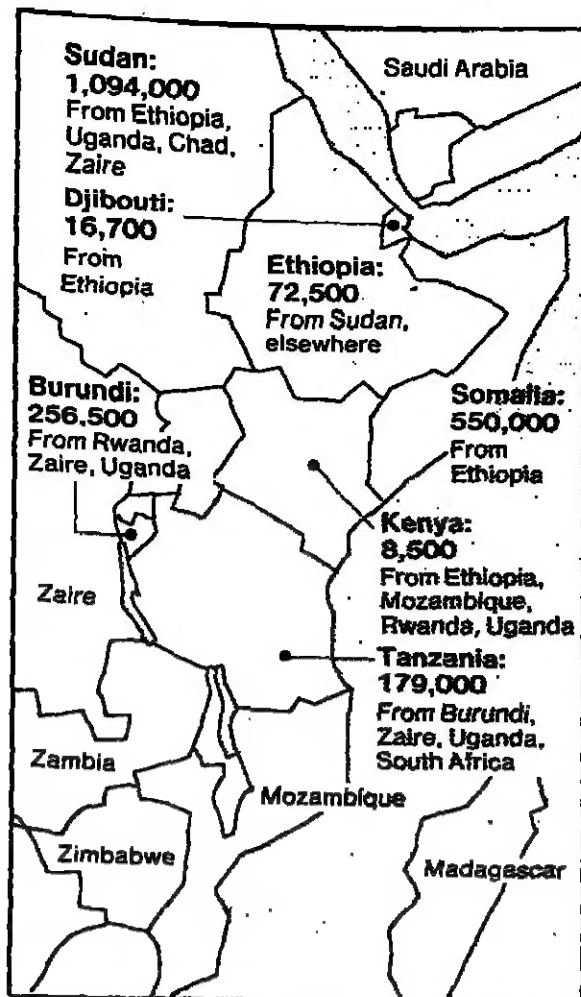 Sudan:
1,094,000
From Ethiopia,
Uganda, Chad,
Zaire
Saudi Arabia
Djibouti:
16,700
From
Ethiopia
Ethiopia:
72,500
From Sudan,
elsewhere
Burundi:
256,500
From Rwanda,
Zaire, Uganda
Somalia:
550,000
From
Ethiopia
Kenya:
8,500
From Ethiopia,
Mozambique,
Rwanda, Uganda
Zaire
Tanzania:
179,000
From Burundi,
Zaire, Uganda,
South Africa
Zambia
Mozambique
Zimbabwe
Madagascar